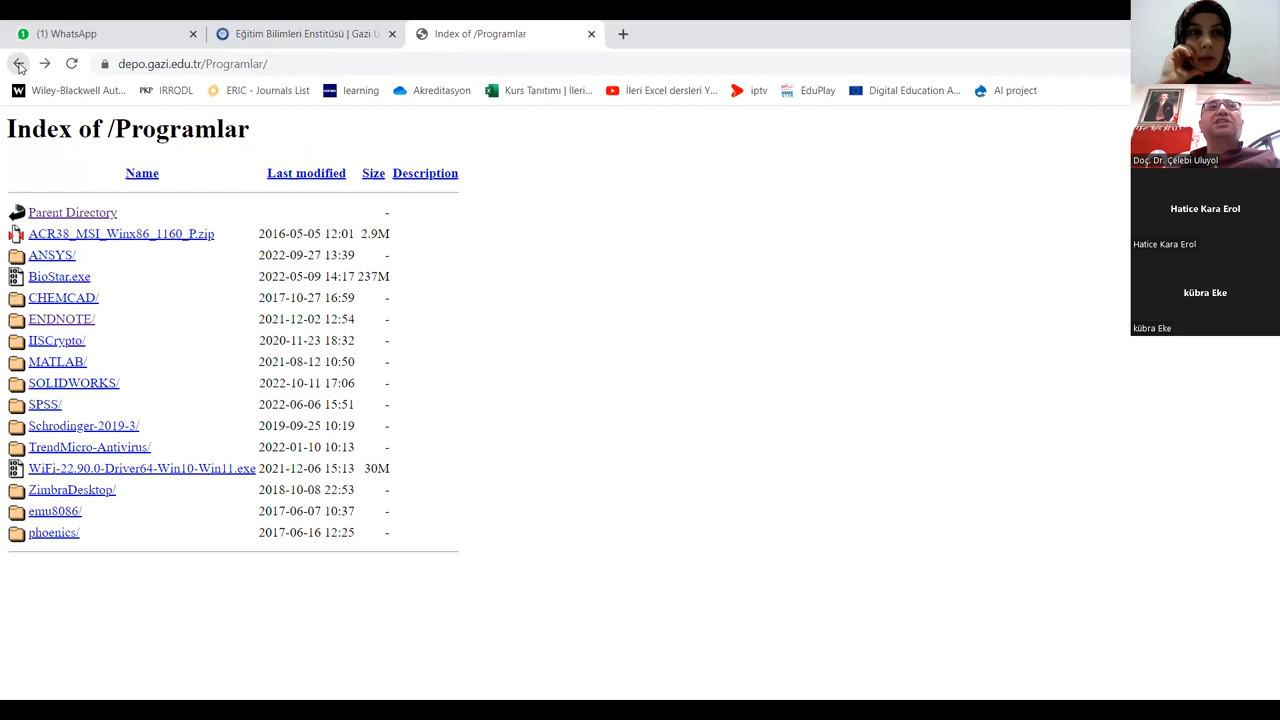 (1) WhatsApp
Eğitim Bilimleri Enstitüsü | Gazi Ü
Index of /Programlar
depo.gazi.edu.tr/Programlar/
Wiley-Blackwell Aut...
PKP IRRODL
ERIC - Journals List
learning
Akreditasyon
Kurs Tanıtımı | İleri...
İleri Excel dersleri Y...
iptv
EduPlay
Digital Education A...
AI project
Index of /Programlar
Name Last modified Size Description
Parent Directory -
ACR38_MSI_Winx86_1160_P.zip 2016-05-05 12:01 2.9M
ANSYS/ 2022-09-27 13:39 -
BioStar.exe 2022-05-09 14:17 237M
CHEMCAD/ 2017-10-27 16:59 -
ENDNOTE/ 2021-12-02 12:54 -
IISCrypto/ 2020-11-23 18:32 -
MATLAB/ 2021-08-12 10:50 -
SOLIDWORKS/ 2022-10-11 17:06 -
SPSS/ 2022-06-06 15:51 -
Schrodinger-2019-3/ 2019-09-25 10:19 -
TrendMicro-Antivirus/ 2022-01-10 10:13 -
WiFi-22.90.0-Driver64-Win10-Win11.exe 2021-12-06 15:13 30M
ZimbraDesktop/ 2018-10-08 22:53 -
emu8086/ 2017-06-07 10:37 -
phoenics/ 2017-06-16 12:25 -
Doç. Dr. Çelebi Uluyol
Hatice Kara Erol
Hatice Kara Erol
kübra Eke
kübra Eke